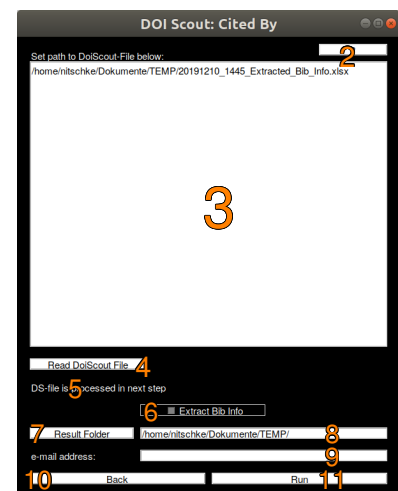 DOI Scout: Cited By
2
Set path to DoiScout-File below:
/home/nitschke/Dokumente/TEMP/20191210_1445_Extracted_Bib_Info.xlsx
3
Read DoiScout File 4
DS-file is processed in next step
5
6 Extract Bib Info
7 Result Folder /home/nitschke/Dokumente/TEMP/ 8
e-mail address: 9
10 Back Run 11